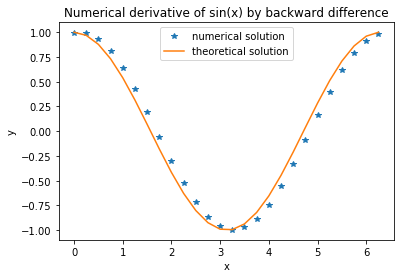 Numerical derivative of sin(x) by backward difference
numerical solution
theoretical solution
1.00
0.75
0.50
0.25
0.00
−0.25
−0.50
−0.75
−1.00
y
0 1 2 3 4 5 6
x